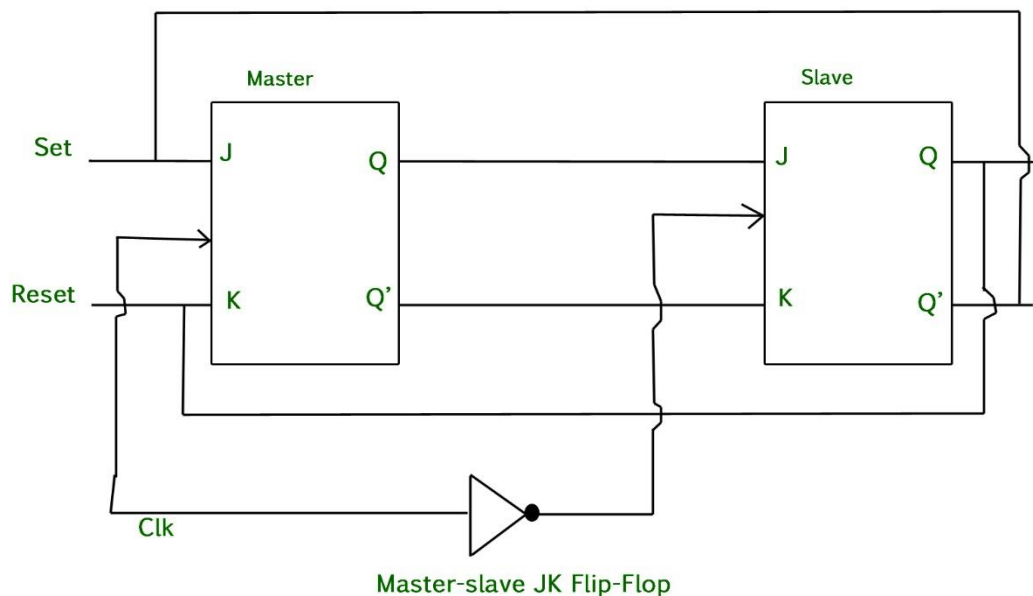 Master
Slave
Set
J
Q
J
Q
Reset
K
Q'
K
Q'
Clk
Master-slave JK Flip-Flop